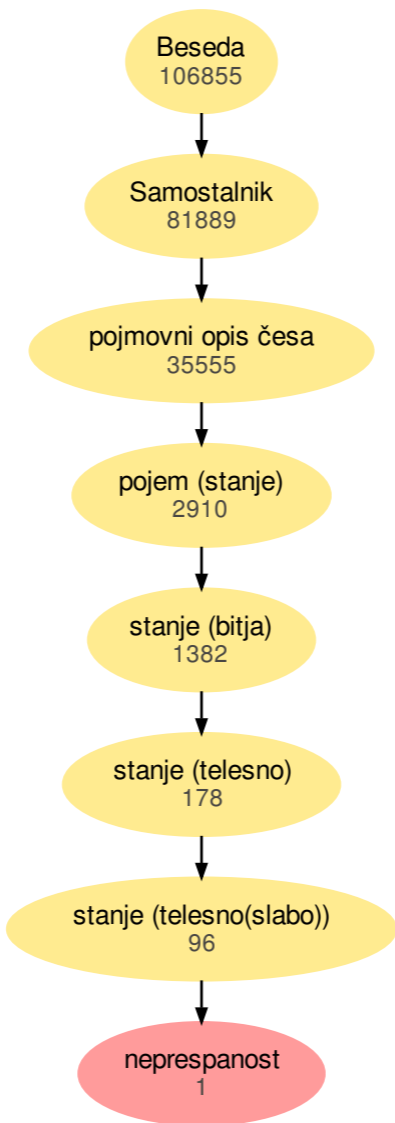 Beseda
106855
Samostalnik
81889
pojmovni opis česa
35555
pojem (stanje)
2910
stanje (bitja)
1382
stanje (telesno)
178
stanje (telesno(slabo))
96
neprespanost
1